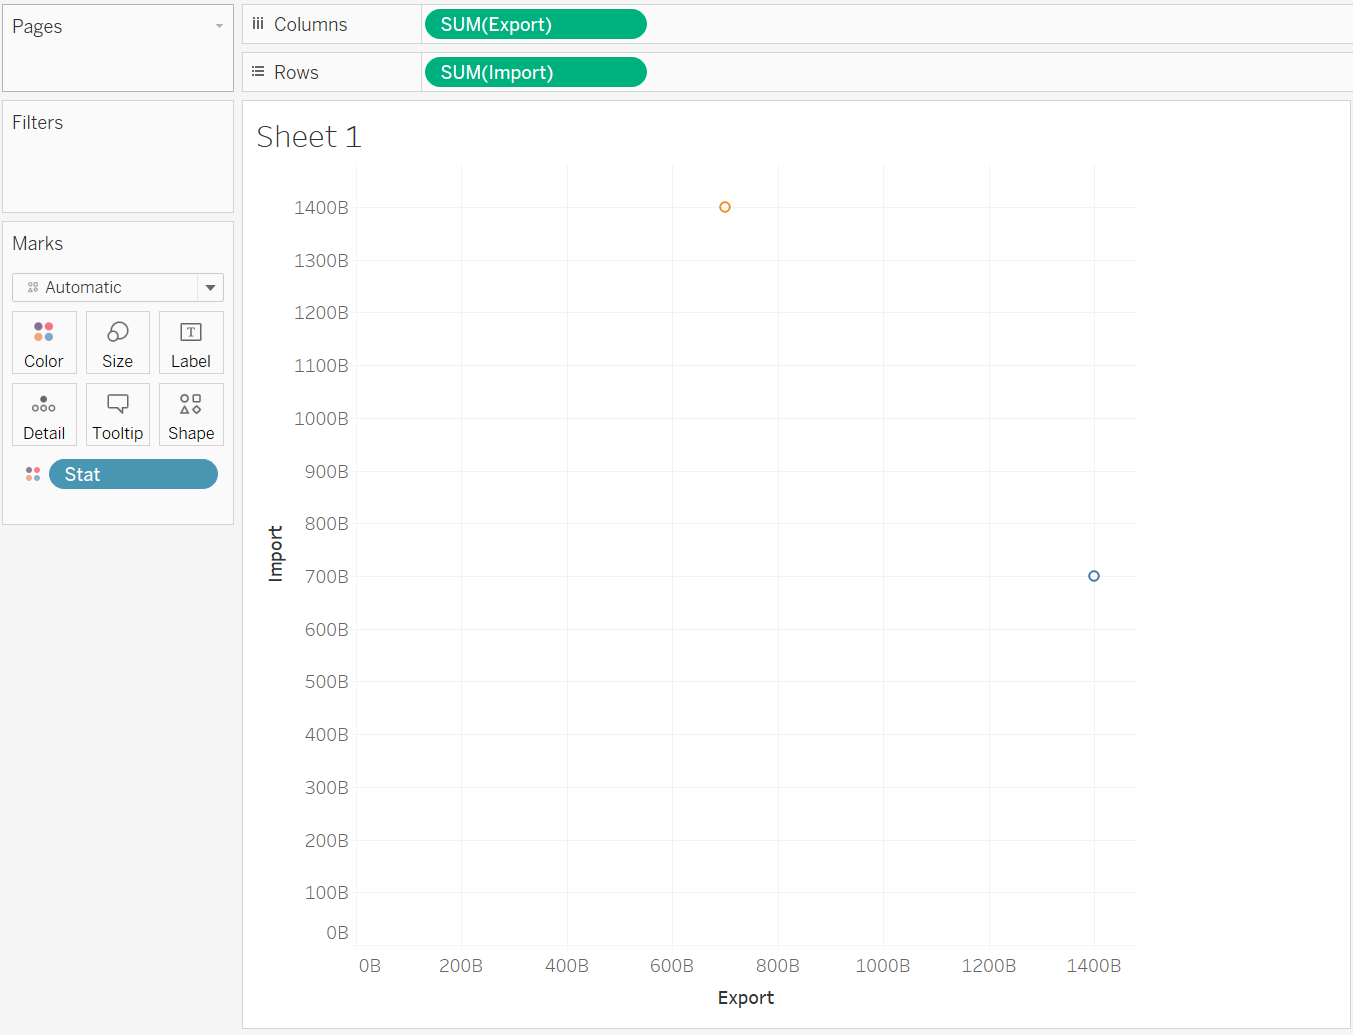 Pages
Columns
SUM(Export)
Rows
SUM(Import)
Filters
Marks
Automatic
Color
Size
T
Label
Detail
Tooltip
Shape
Stat
Sheet 1
1400B
1300B
1200B
1100B
1000B
900B
800B
700B
600B
500B
400B
300B
200B
100B
0B
Import
0B 200B 400B 600B 800B 1000B 1200B 1400B
Export